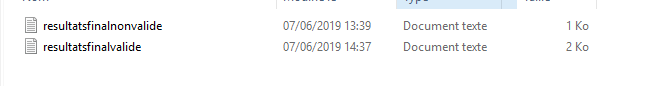 resultatsfinalnonvalide 07/06/2019 13:39 Document texte 1 Ko
resultatsfinalvalide 07/06/2019 14:37 Document texte 2 Ko